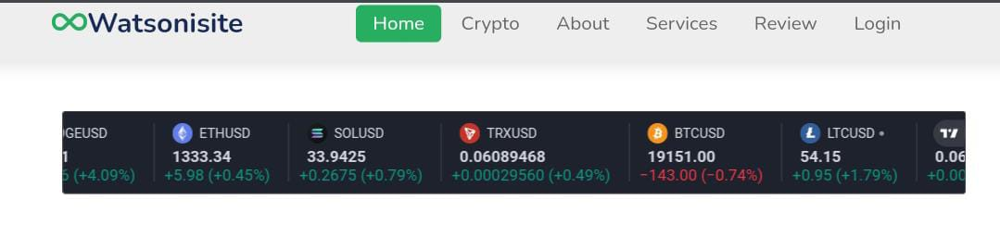 Watsonisite
Home Crypto About Services Review Login
GEUSD ETHUSD SOLUSD TRXUSD BTCUSD LTCUSD
1 1333.34 33.9425 0.06089468 19151.00 54.15 0.06
6 (+4.09%) +5.98 (+0.45%) +0.2675 (+0.79%) +0.00029560 (+0.49%) −143.00 (−0.74%) +0.95 (+1.79%) +0.00